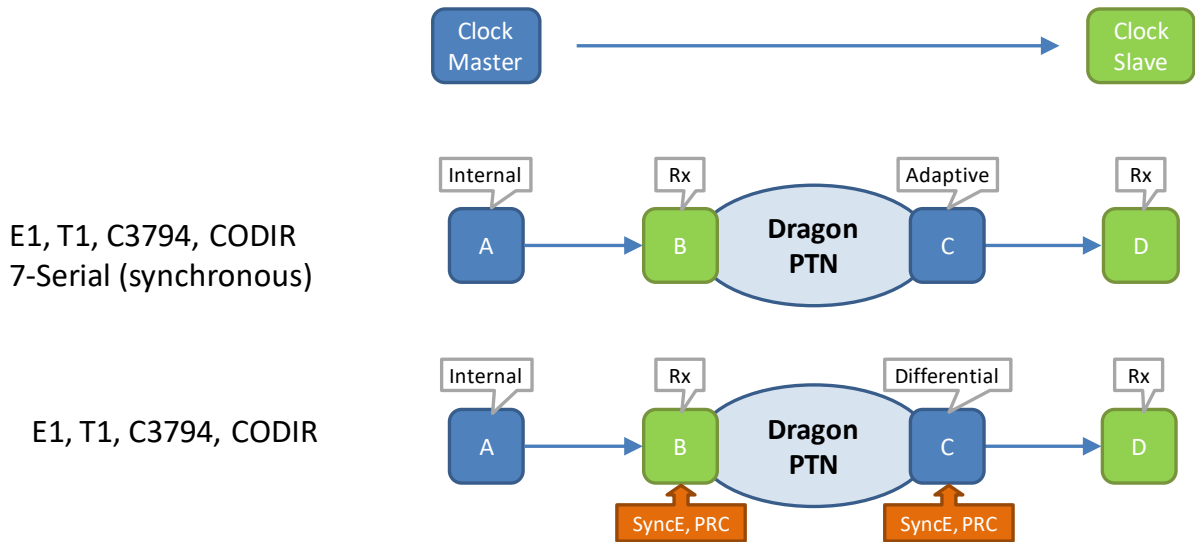 Clock
Master
Clock
Slave
Internal
Rx
Adaptive
Rx
E1, T1, C3794, CODIR
7-Serial (synchronous)
A
B
Dragon
PTN
C
D
Internal
Rx
Differential
Rx
E1, T1, C3794, CODIR
A
B
Dragon
PTN
C
D
SyncE, PRC
SyncE, PRC